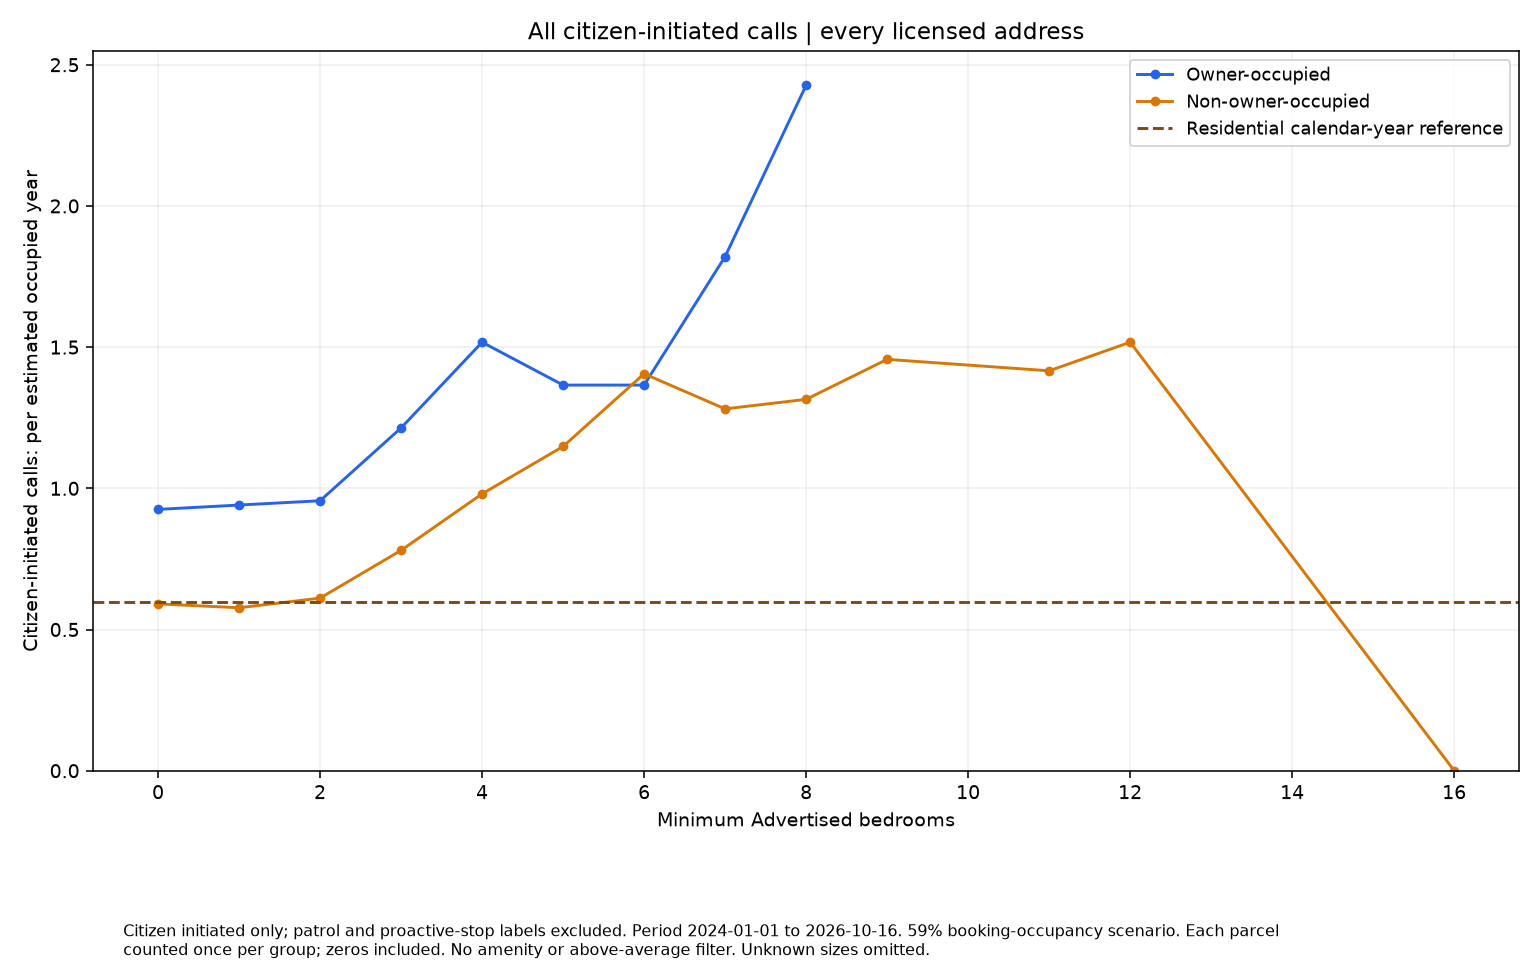 All citizen-initiated calls | every licensed address
Citizen-initiated calls: per estimated occupied year
2.5
2.0
1.5
1.0
0.5
0.0
Owner-occupied
Non-owner-occupied
Residential calendar-year reference
0 2 4 6 8 10 12 14 16
Minimum Advertised bedrooms
Citizen initiated only; patrol and proactive-stop labels excluded. Period 2024-01-01 to 2026-10-16. 59% booking-occupancy scenario. Each parcel
counted once per group; zeros included. No amenity or above-average filter. Unknown sizes omitted.